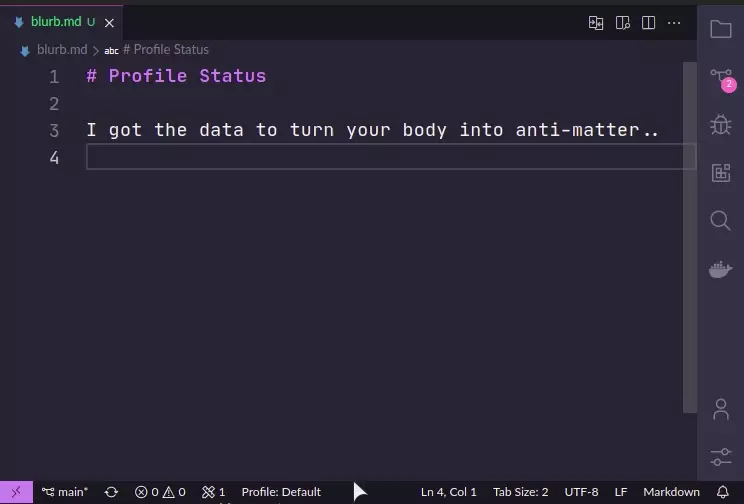 blurb.md U
blurb.md > abc # Profile Status
1 # Profile Status
2
3 I got the data to turn your body into anti-matter..
4
2
main* 0 0 1 Profile: Default Ln 4, Col 1 Tab Size: 2 UTF-8 LF Markdown